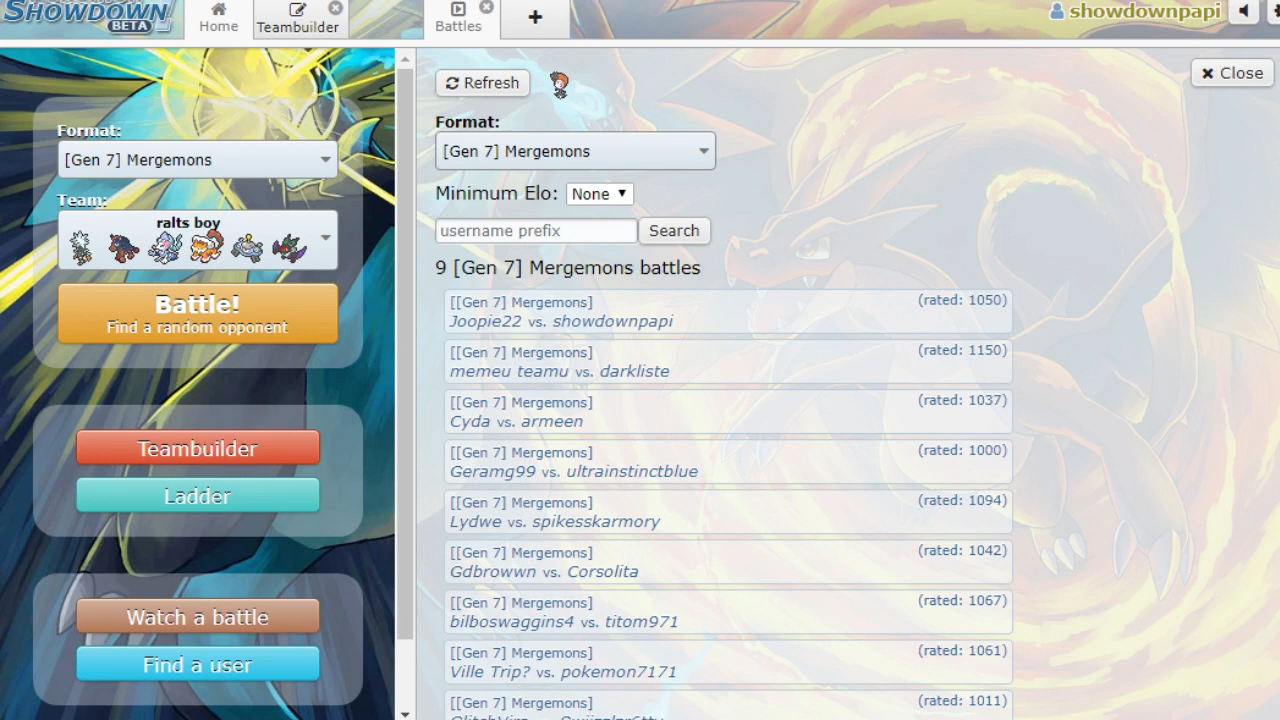 SHOWDOWN
BETA
Home
Teambuilder
Battles
+
showdownpapi
Format:
[Gen 7] Mergemons
Team:
ralts boy
Battle!
Find a random opponent
Teambuilder
Ladder
Watch a battle
Find a user
Refresh
Close
Format:
[Gen 7] Mergemons
Minimum Elo: None
username prefix Search
9 [Gen 7] Mergemons battles
[[Gen 7] Mergemons] (rated: 1050)
Joopie22 vs. showdownpapi
[[Gen 7] Mergemons] (rated: 1150)
memeu teamu vs. darkliste
[[Gen 7] Mergemons] (rated: 1037)
Cyda vs. armeen
[[Gen 7] Mergemons] (rated: 1000)
Geramg99 vs. ultrainstinctblue
[[Gen 7] Mergemons] (rated: 1094)
Lydwe vs. spikesskarmory
[[Gen 7] Mergemons] (rated: 1042)
Gdbrowwn vs. Corsolita
[[Gen 7] Mergemons] (rated: 1067)
bilboswaggins4 vs. titom971
[[Gen 7] Mergemons] (rated: 1061)
Ville Trip? vs. pokemon7171
[[Gen 7] Mergemons] (rated: 1011)